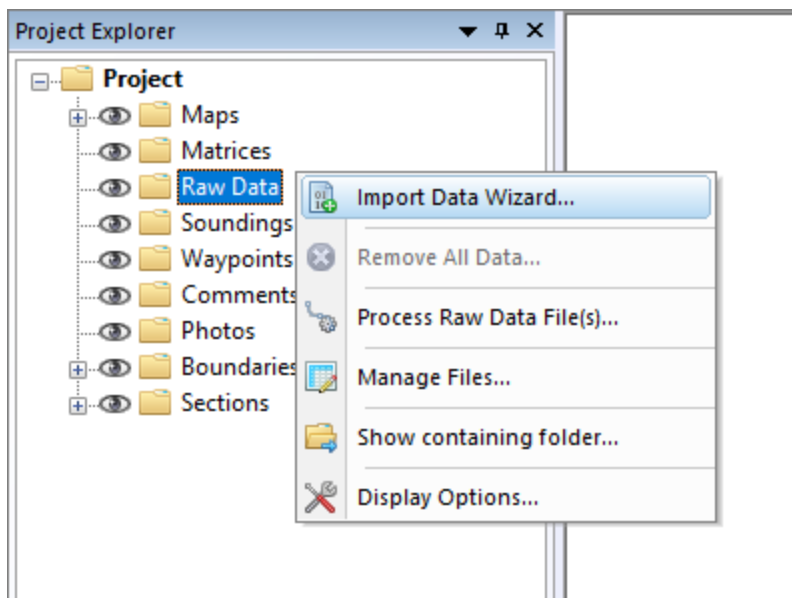 Project Explorer
Project
Maps
Matrices
Raw Data
Soundings
Waypoints
Comments
Photos
Boundaries
Sections
Import Data Wizard...
Remove All Data...
Process Raw Data File(s)...
Manage Files...
Show containing folder...
Display Options...